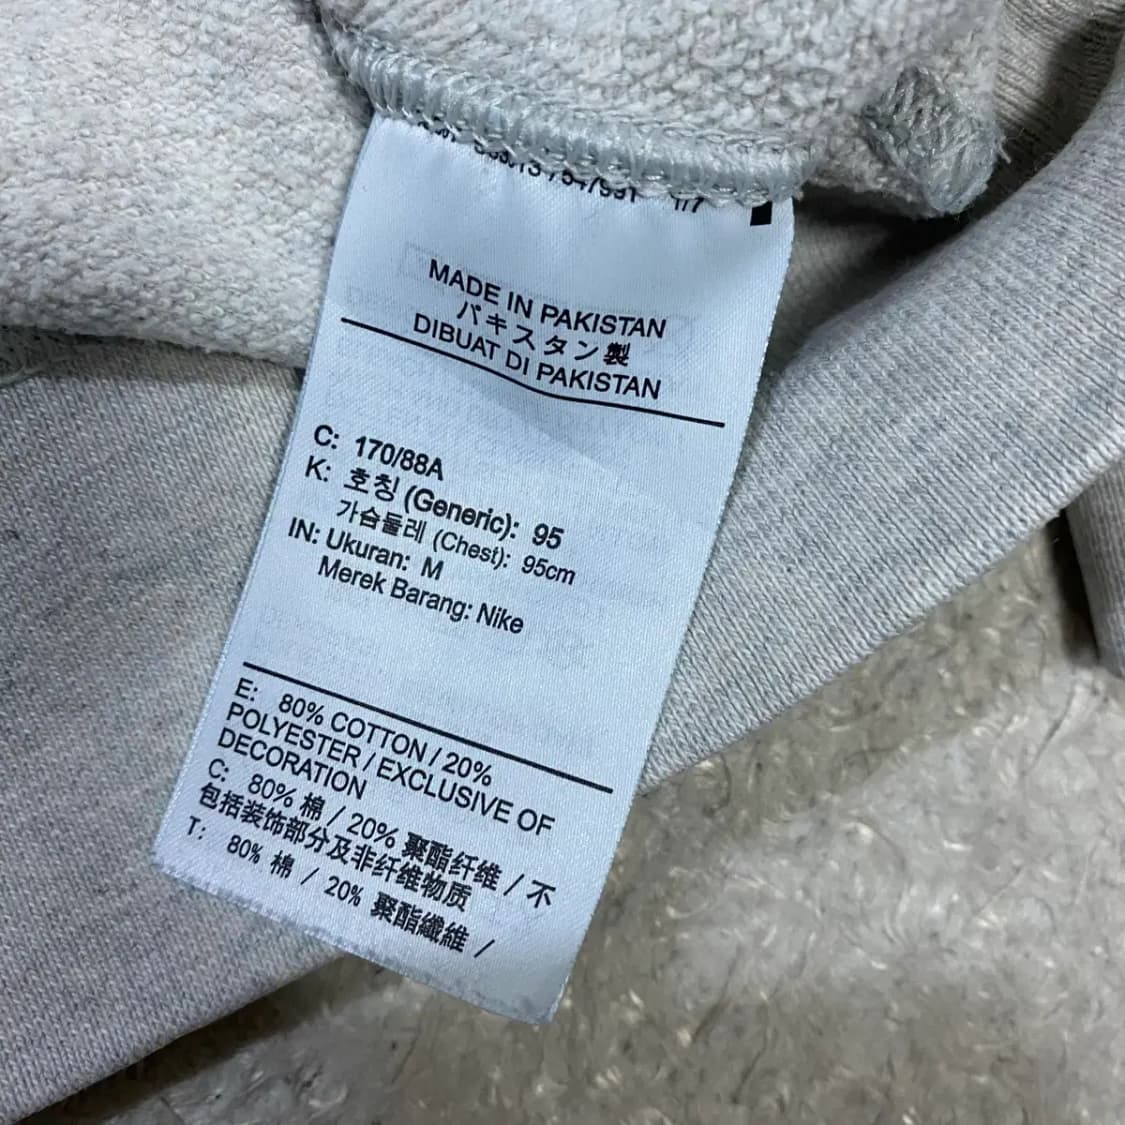 MADE IN PAKISTAN
パキスタン製
DIBUAT DI PAKISTAN
C: 170/88A
K: 호칭 (Generic): 95
가슴둘레 (Chest): 95cm
IN: Ukuran: M
Merek Barang: Nike
E: 80% COTTON / 20%
POLYESTER / EXCLUSIVE OF
DECORATION
C: 80% 棉 / 20% 聚酯纤维 / 不
包括装饰部分及非纤维物质
T: 80% 棉 / 20% 聚酯纖維 /